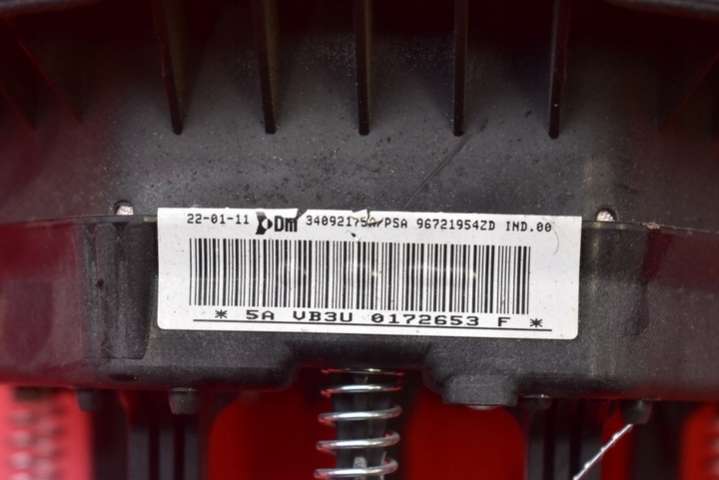 22-01-11 Dm 34092175A/PSA 96721954ZD IND.00
* 5A VB3U 0172653 F *